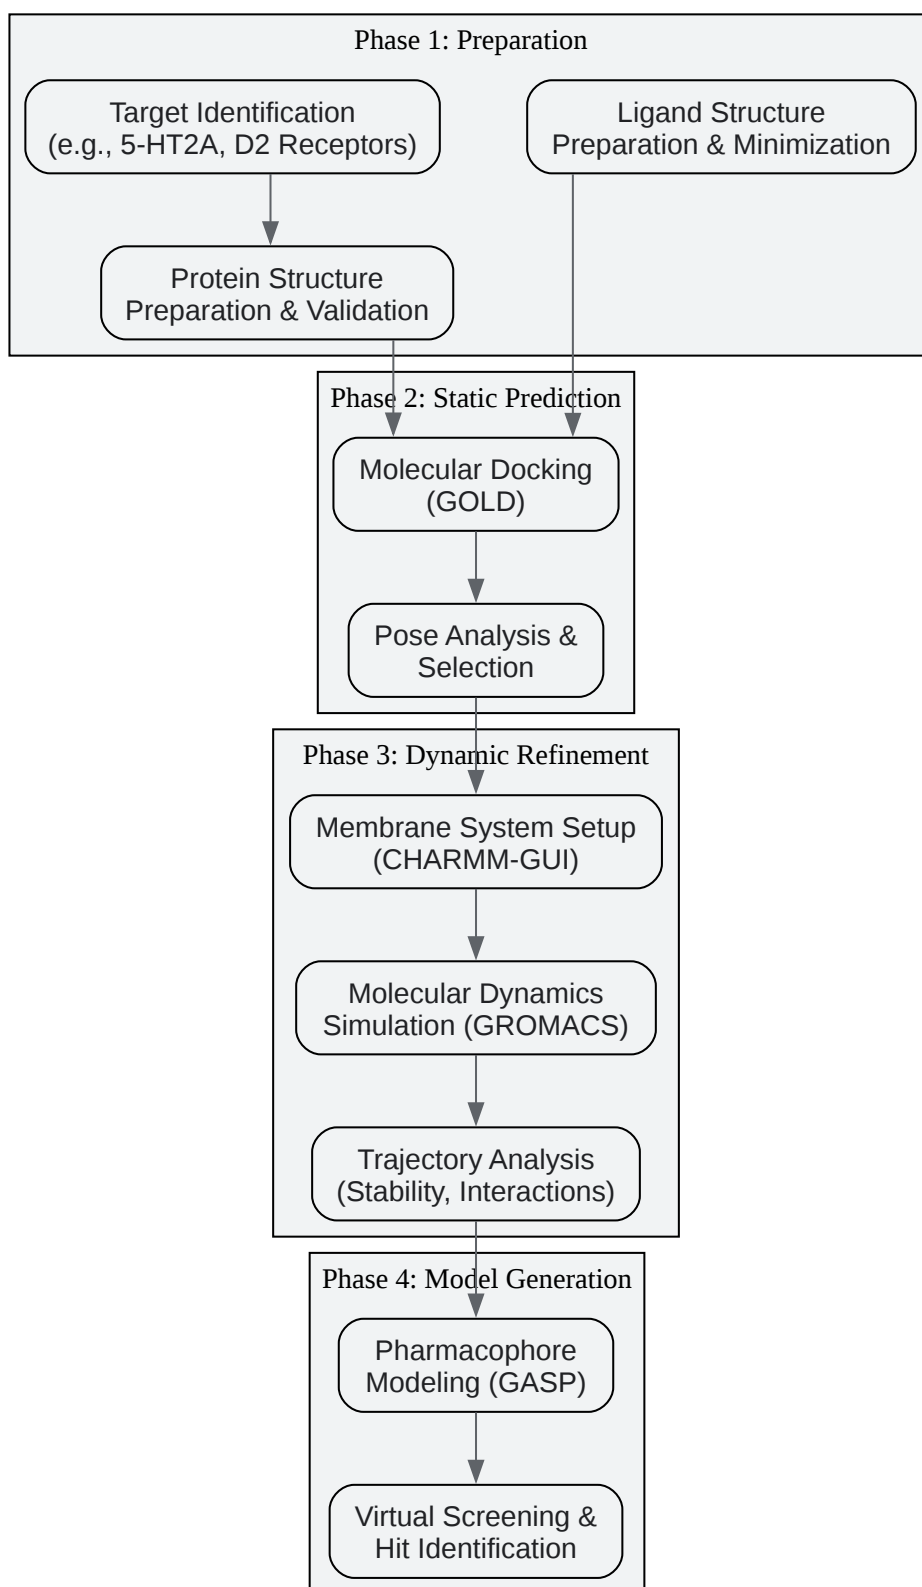 Phase 1: Preparation
Target Identification
(e.g., 5-HT2A, D2 Receptors)
Ligand Structure
Preparation & Minimization
Protein Structure
Preparation & Validation
Phase 2: Static Prediction
Molecular Docking
(GOLD)
Pose Analysis &
Selection
Phase 3: Dynamic Refinement
Membrane System Setup
(CHARMM-GUI)
Molecular Dynamics
Simulation (GROMACS)
Trajectory Analysis
(Stability, Interactions)
Phase 4: Model Generation
Pharmacophore
Modeling (GASP)
Virtual Screening &
Hit Identification